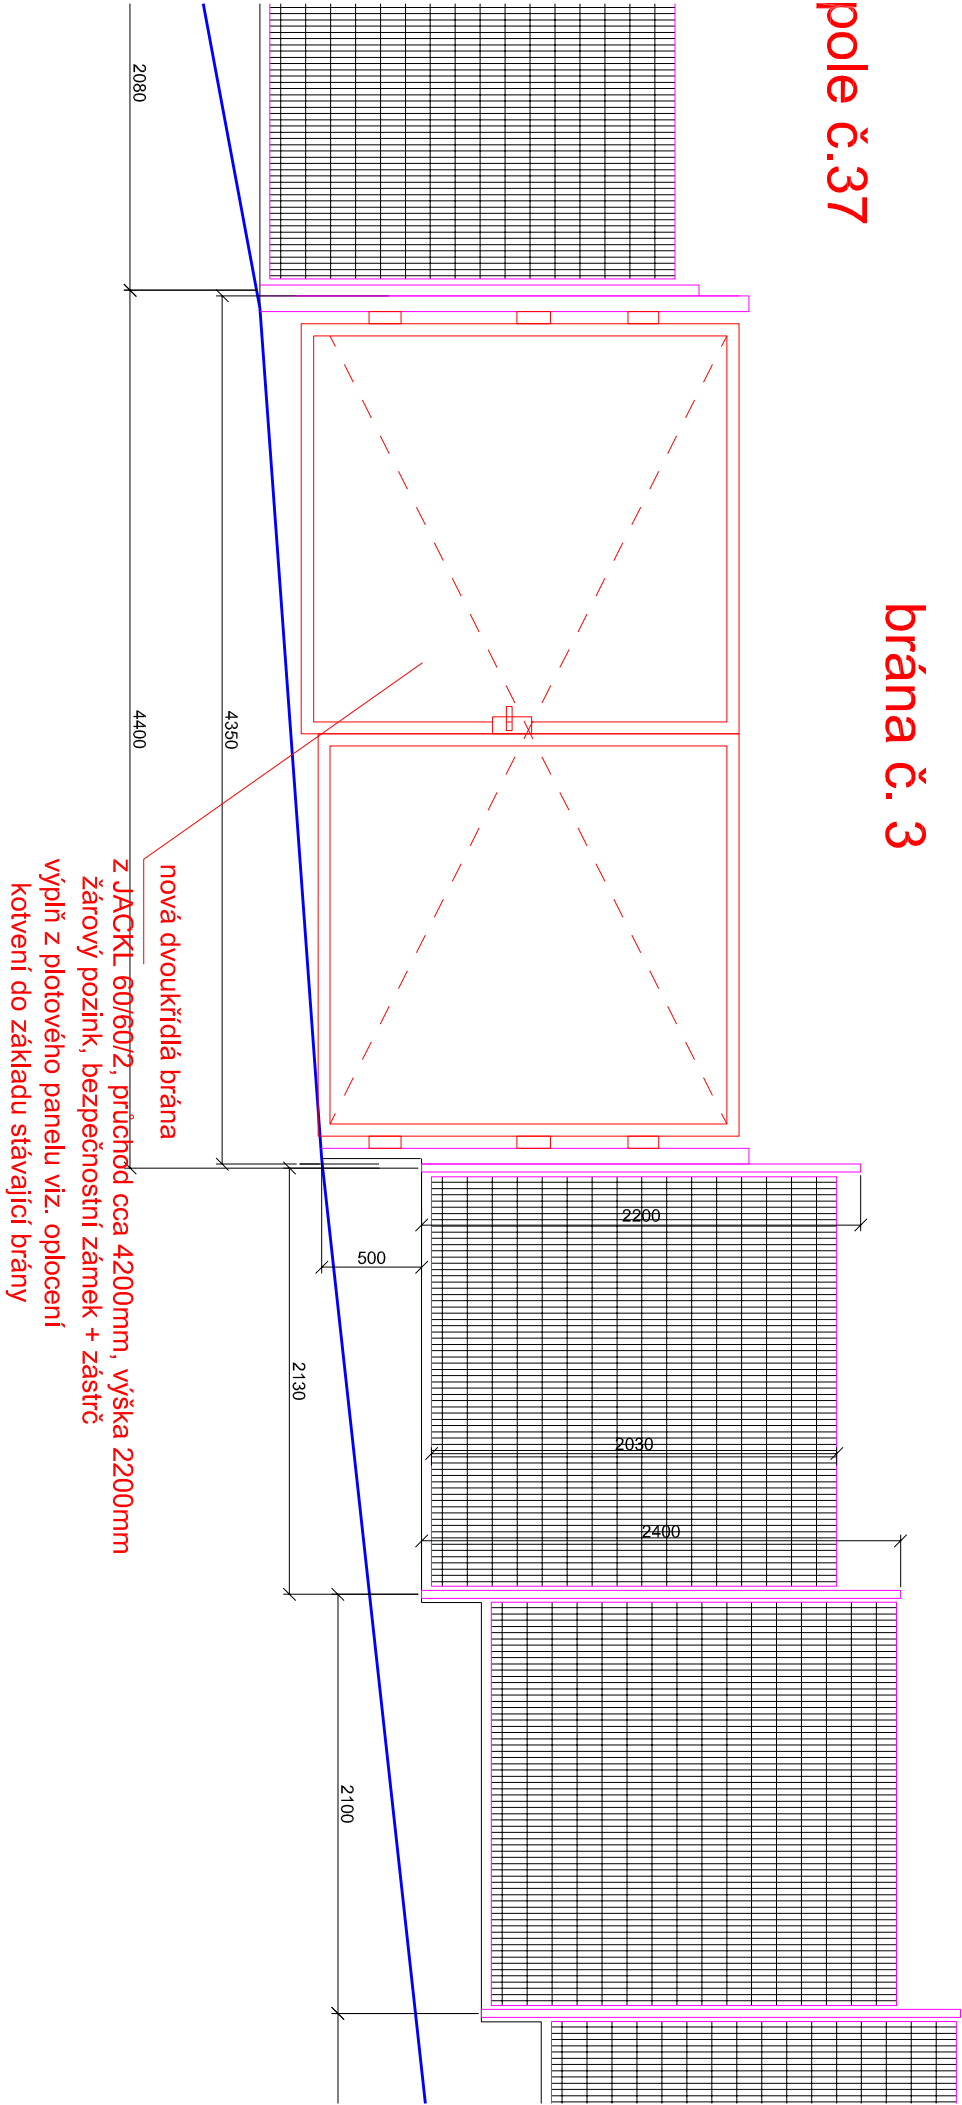 pole č.37
brána č. 3
2200
500
2030
2400
2130
2100
2080
4350
4400
nová dvoukřídlá brána
z JACKL 60/60/2, průchod cca 4200mm, výška 2200mm
žárový pozink, bezpečnostní zámek + zástrč
výplň z plotového panelu viz. oplocení
kotvení do základu stávající brány